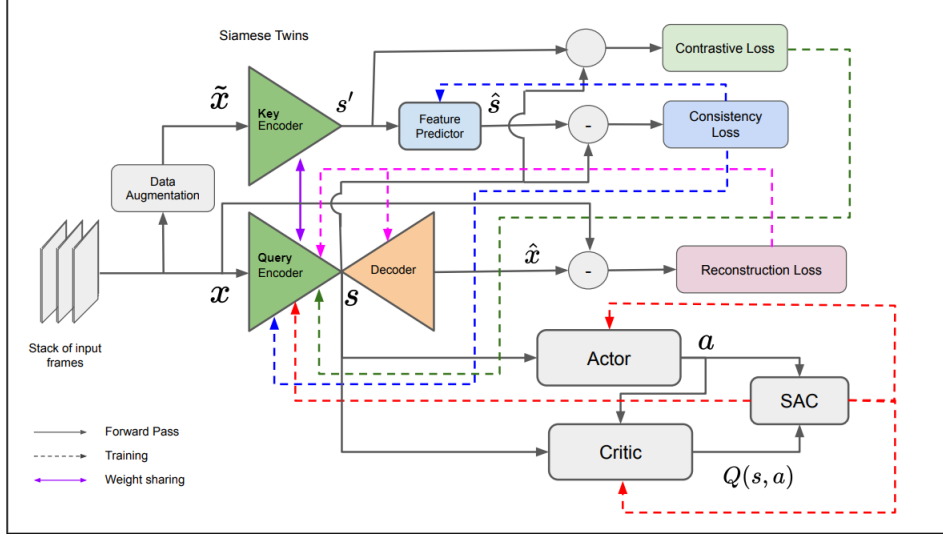 Siamese Twins
Contrastive Loss
x̃
Key
Encoder
s′
Feature
Predictor
ŝ
-
Consistency
Loss
Data
Augmentation
Query
Encoder
Decoder
x̂
-
Reconstruction Loss
x
s
Stack of input
frames
Actor
a
SAC
Critic
Q(s, a)
Forward Pass
Training
Weight sharing